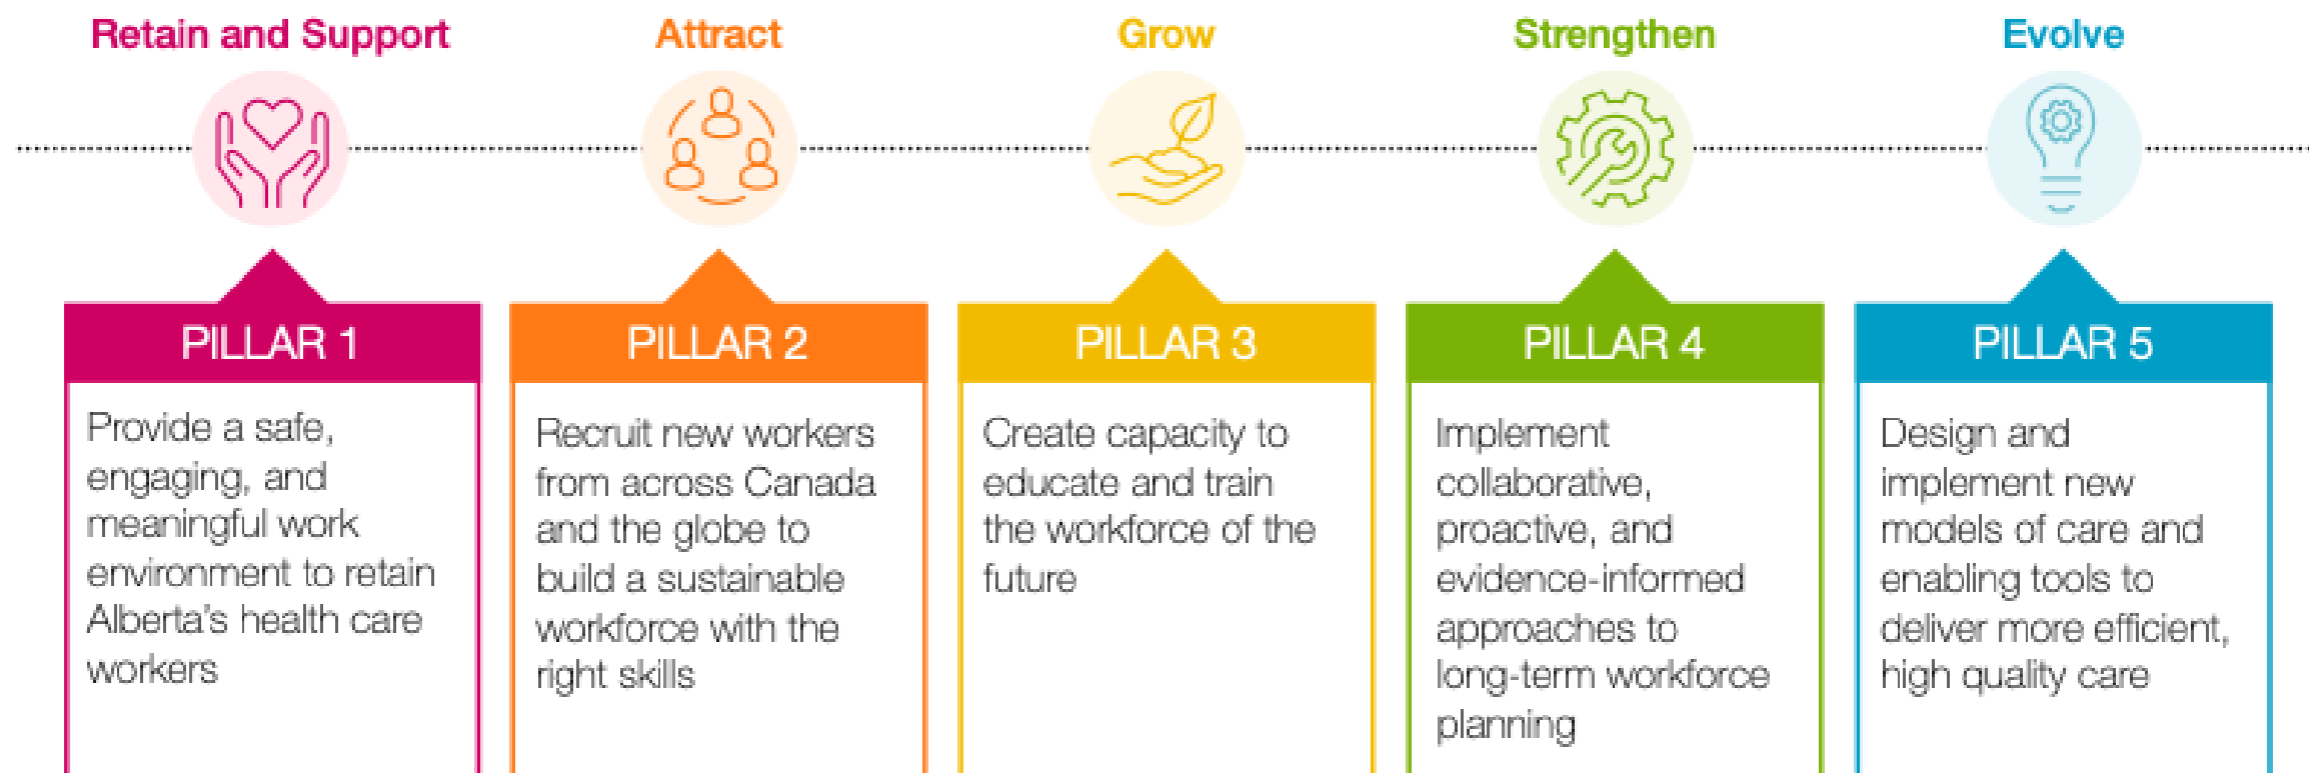 Retain and Support
Attract
Grow
Strengthen
Evolve
PILLAR 1
Provide a safe,
engaging, and
meaningful work
environment to retain
Alberta's health care
workers
PILLAR 2
Recruit new workers
from across Canada
and the globe to
build a sustainable
workforce with the
right skills
PILLAR 3
Create capacity to
educate and train
the workforce of the
future
PILLAR 4
Implement
collaborative,
proactive, and
evidence-informed
approaches to
long-term workforce
planning
PILLAR 5
Design and
implement new
models of care and
enabling tools to
deliver more efficient,
high quality care